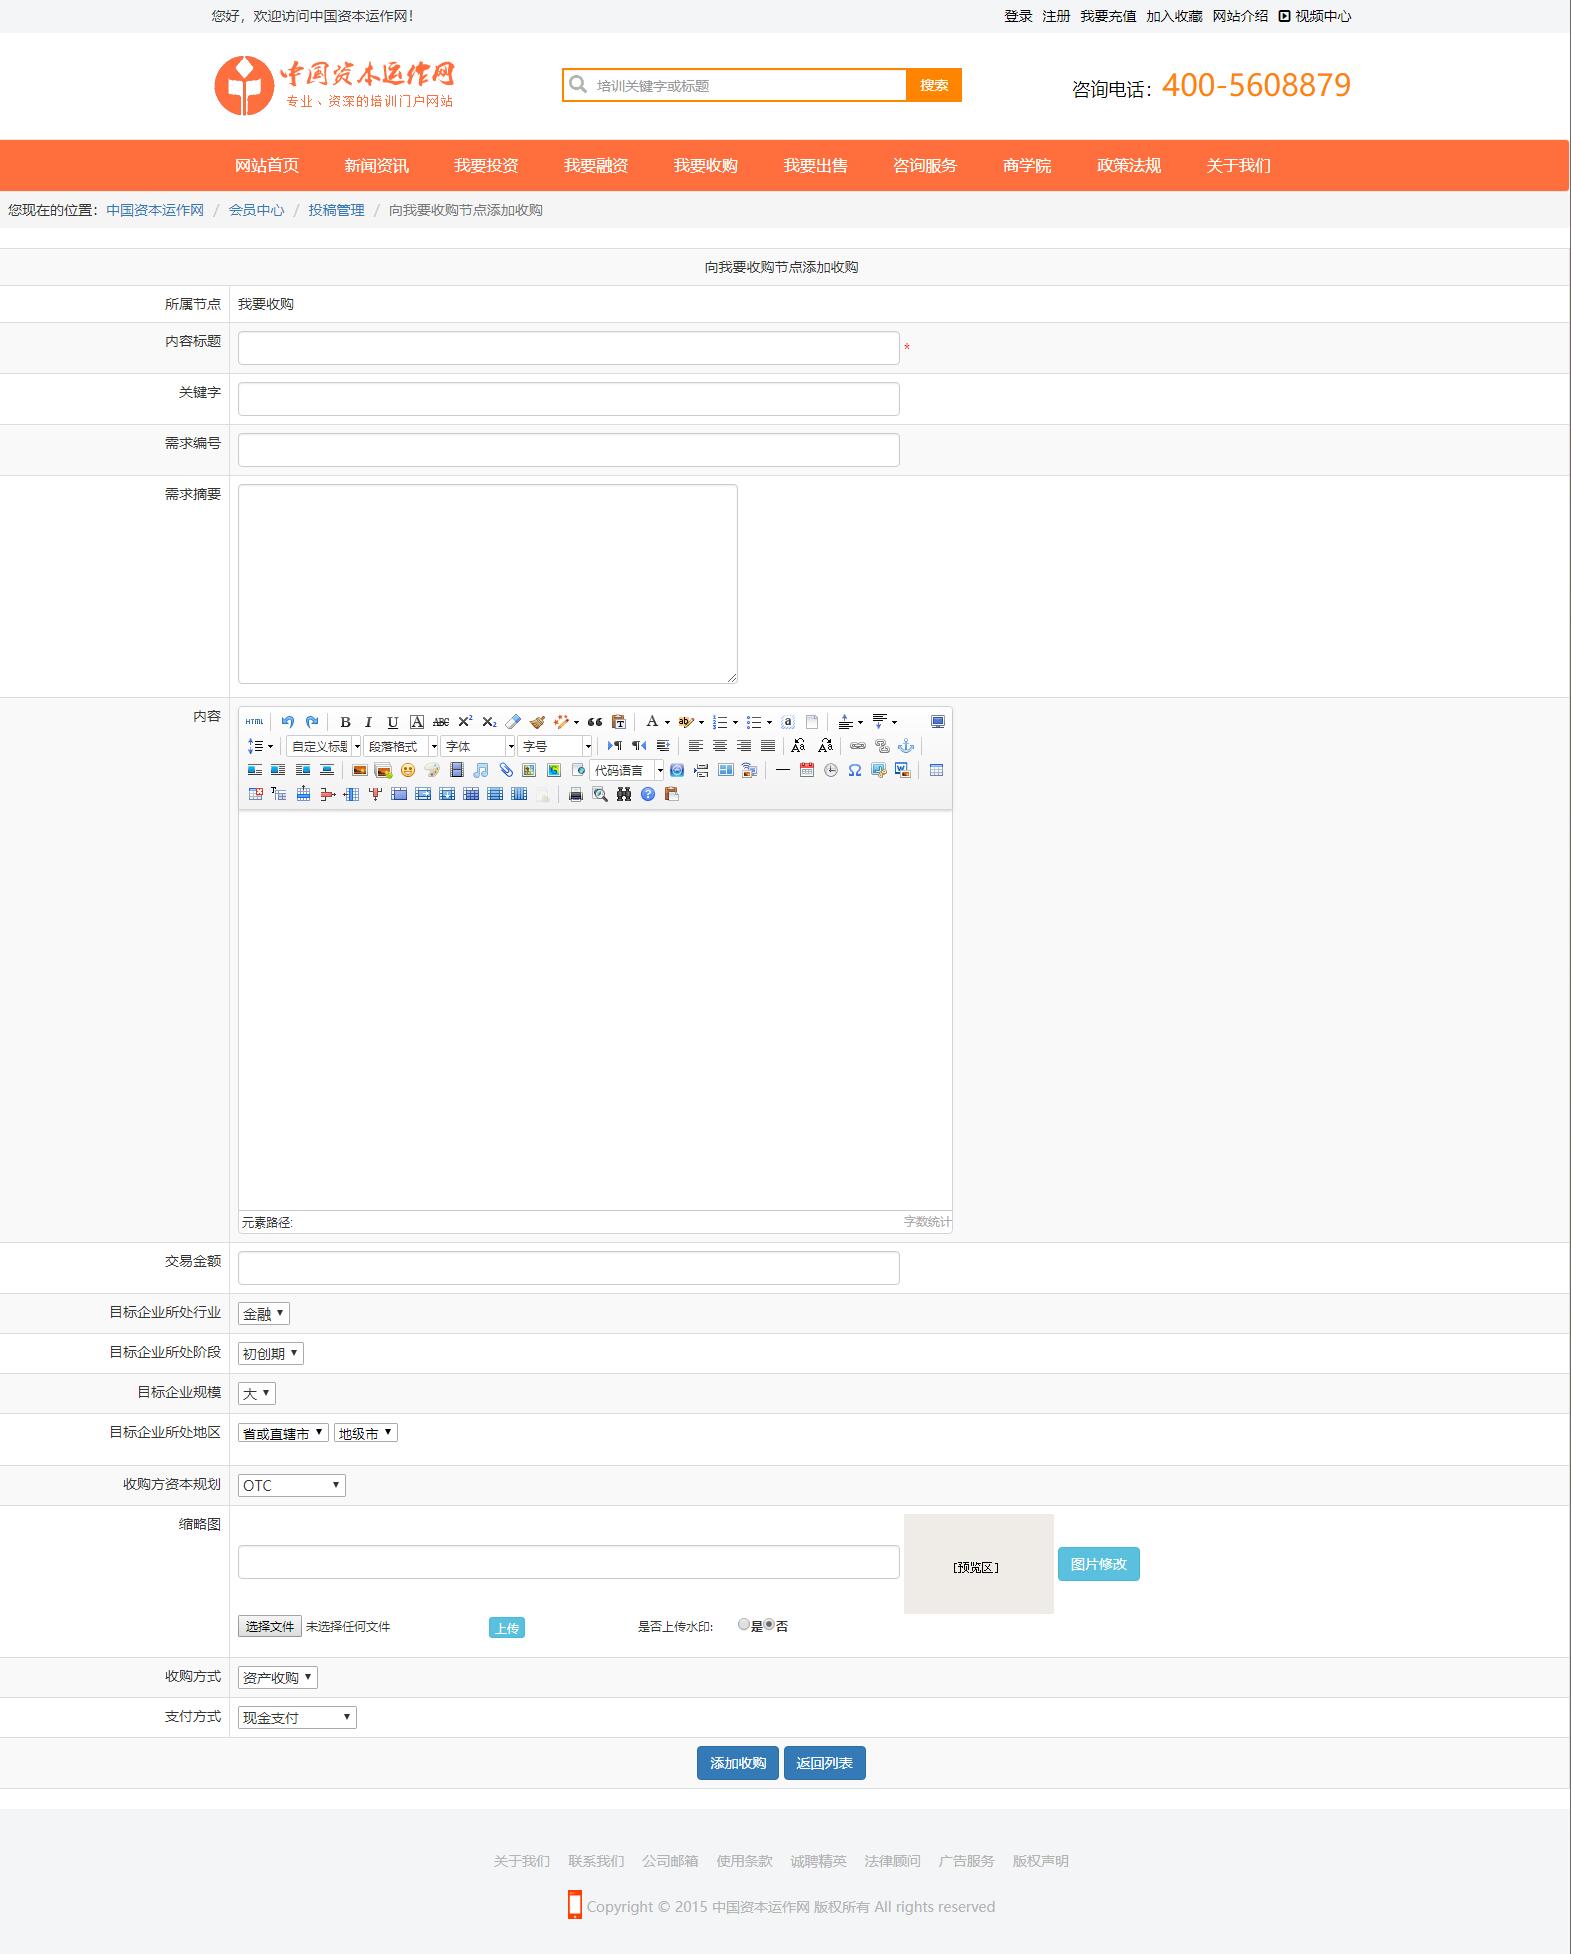 您好，欢迎访问中国资本运作网！
登录 注册 我要充值 加入收藏 网站介绍 视频中心
中国资本运作网
专业、资深的培训门户网站
培训关键字或标题 搜索
咨询电话：400-5608879
网站首页 新闻资讯 我要投资 我要融资 我要收购 我要出售 咨询服务 商学院 政策法规 关于我们
您现在的位置：中国资本运作网 / 会员中心 / 投稿管理 / 向我要收购节点添加收购
向我要收购节点添加收购
所属节点 我要收购
内容标题 *
关键字
需求编号
需求摘要
内容
HTML B I U A ABC X² X₂ A ab a
自定义标题 段落格式 字体 字号
代码语言
元素路径: 字数统计
交易金额
目标企业所处行业 金融
目标企业所处阶段 初创期
目标企业规模 大
目标企业所处地区 省或直辖市 地级市
收购方资本规划 OTC
缩略图
[预览区] 图片修改
选择文件 未选择任何文件 上传 是否上传水印: 是 否
收购方式 资产收购
支付方式 现金支付
添加收购 返回列表
关于我们 联系我们 公司邮箱 使用条款 诚聘精英 法律顾问 广告服务 版权声明
Copyright © 2015 中国资本运作网 版权所有 All rights reserved